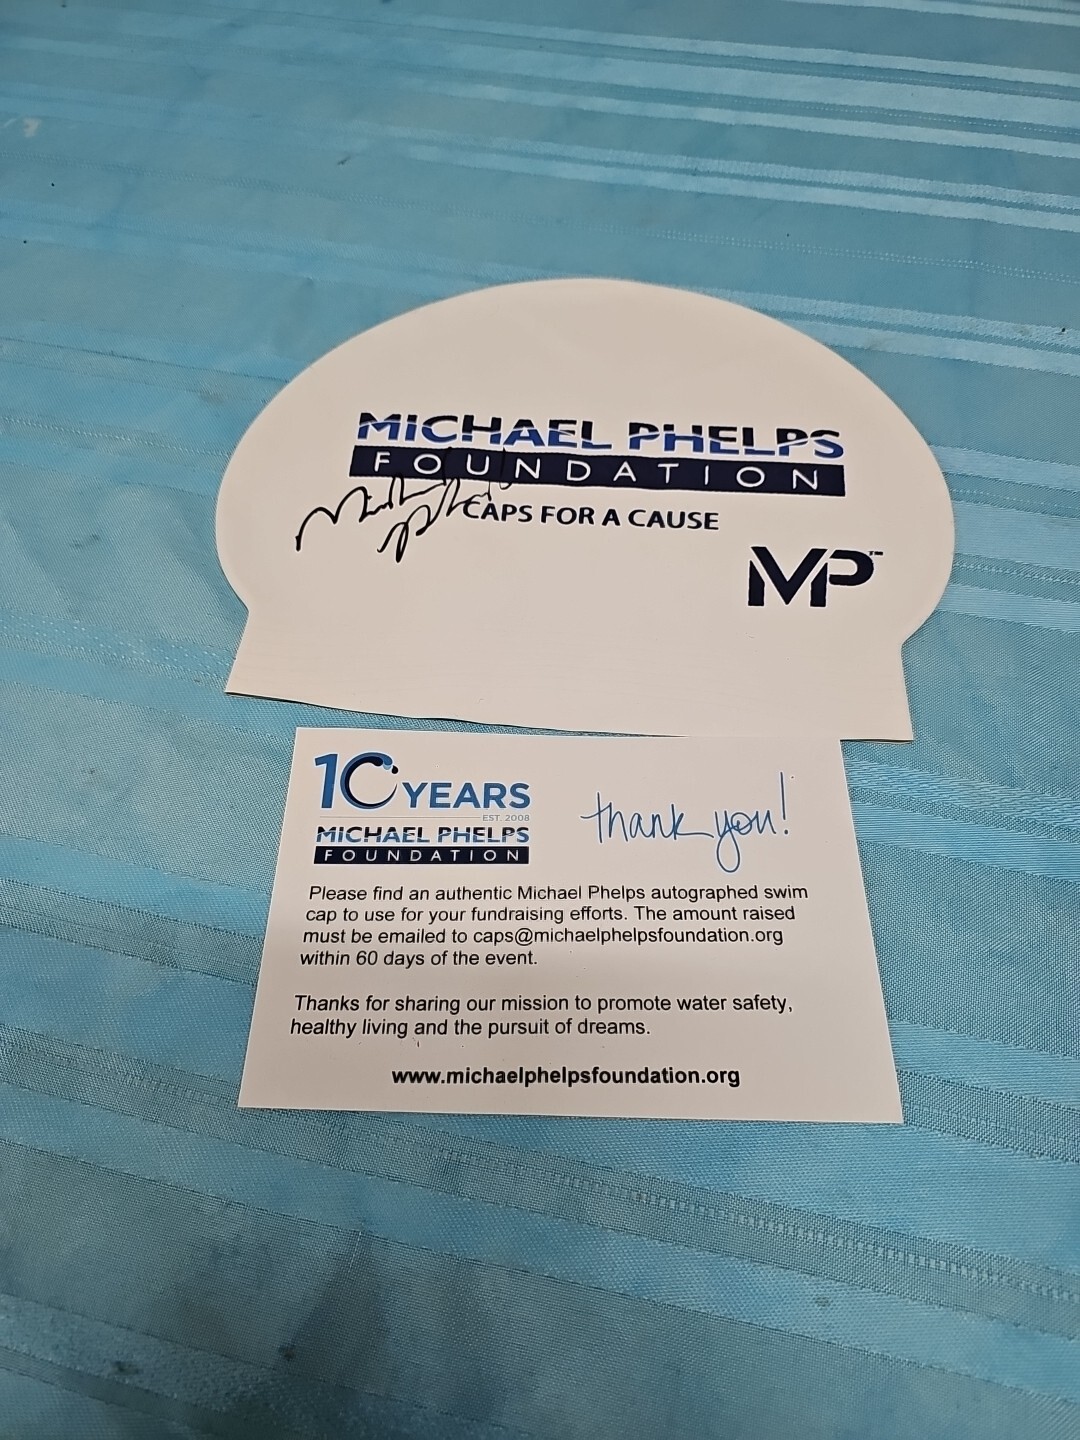 MICHAEL PHELPS
FOUNDATION
CAPS FOR A CAUSE
MP™
10 YEARS
EST. 2008
MICHAEL PHELPS
FOUNDATION
thank you!
Please find an authentic Michael Phelps autographed swim
cap to use for your fundraising efforts. The amount raised
must be emailed to caps@michaelphelpsfoundation.org
within 60 days of the event.
Thanks for sharing our mission to promote water safety,
healthy living and the pursuit of dreams.
www.michaelphelpsfoundation.org